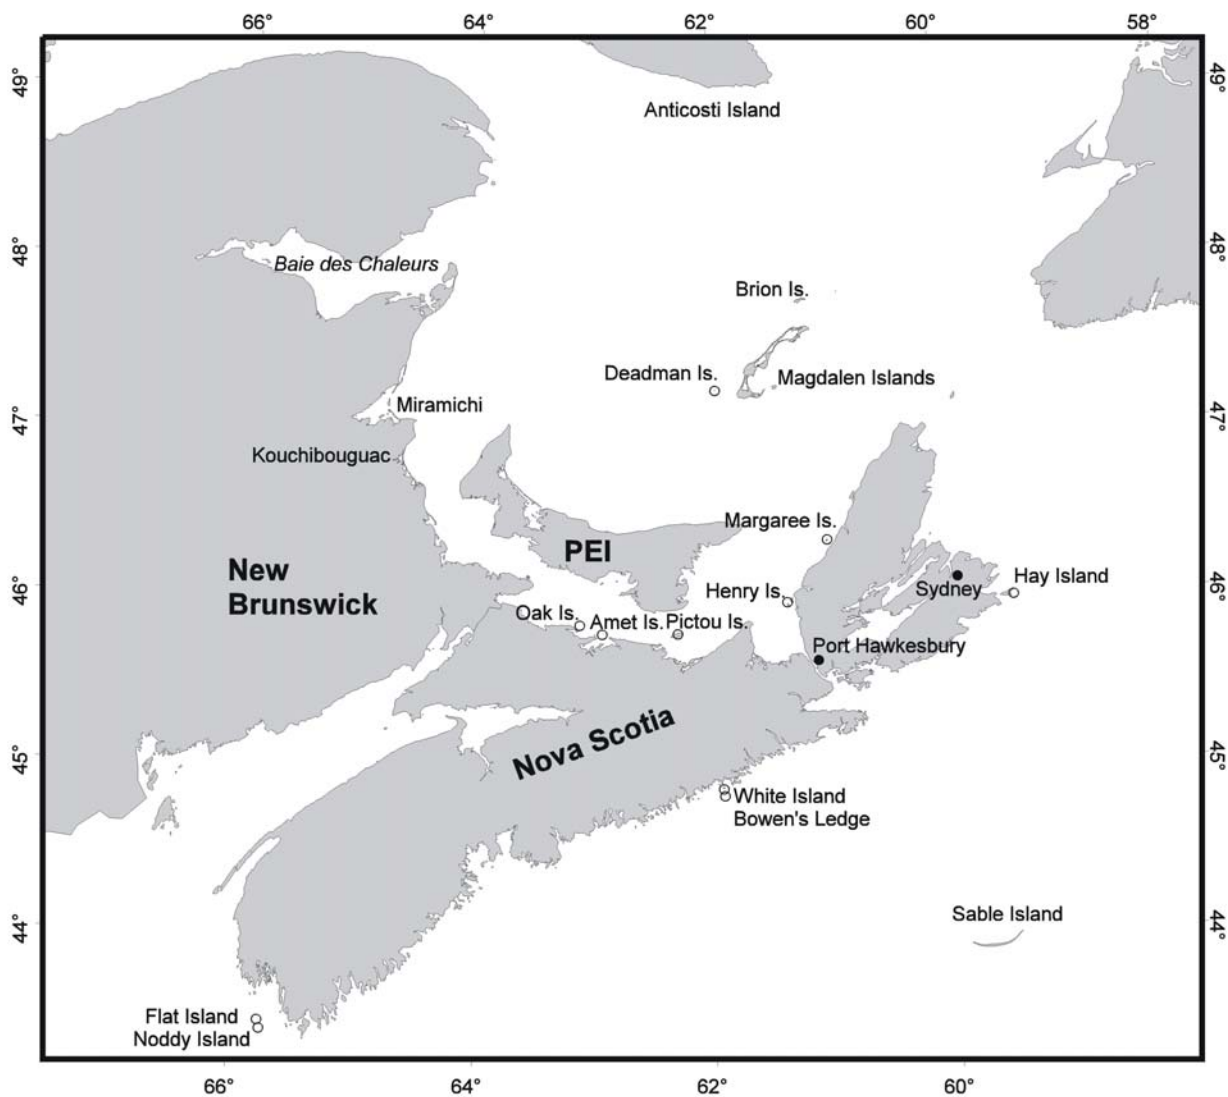 66° 64° 62° 60° 58°
49° 49°
Anticosti Island
48° 48°
Baie des Chaleurs
Brion Is.
Deadman Is.
Magdalen Islands
Miramichi
47° 47°
Kouchibouguac
Margaree Is.
PEI
New
Brunswick
46° 46°
Hay Island
Sydney
Henry Is.
Oak Is.
Amet Is.
Pictou Is.
Port Hawkesbury
Nova Scotia
45° 45°
White Island
Bowen's Ledge
Sable Island
44° 44°
Flat Island
Noddy Island
66° 64° 62° 60°